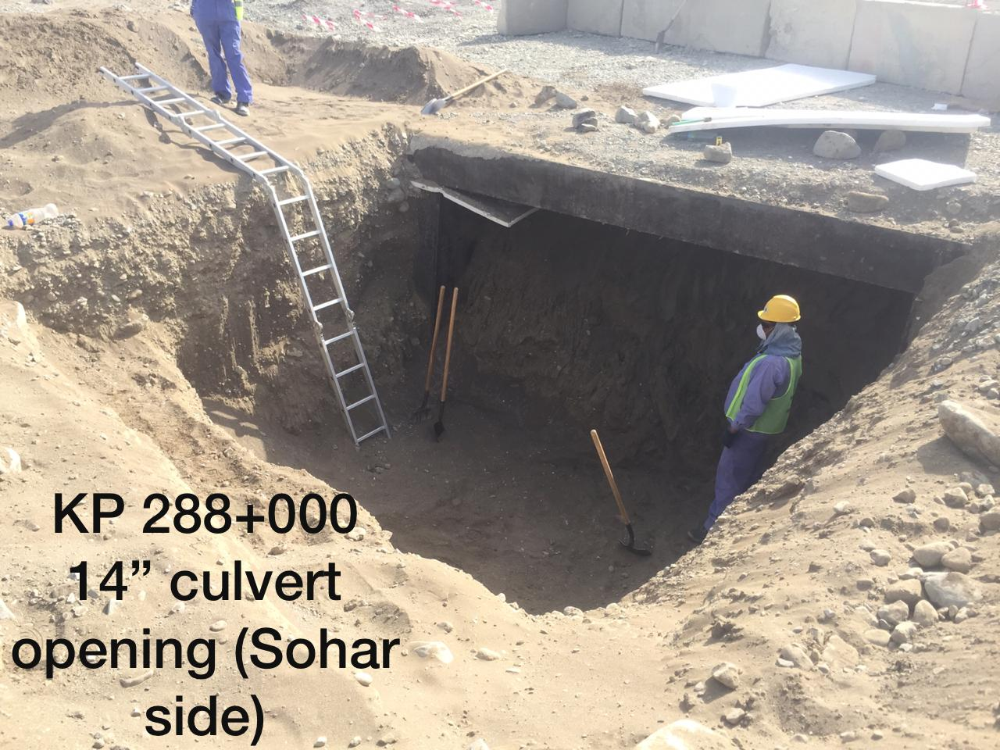 KP 288+000
14” culvert
opening (Sohar
side)